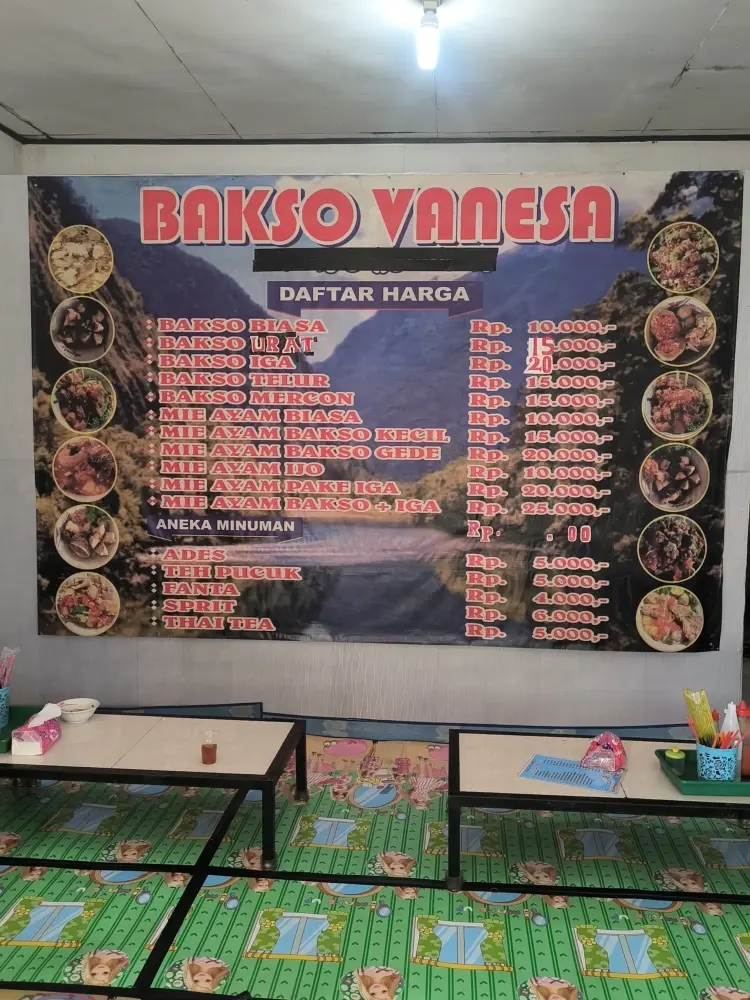 BAKSO VANESA
DAFTAR HARGA
BAKSO BIASA Rp. 10.000,-
BAKSO URAT Rp. 15.000,-
BAKSO IGA Rp. 20.000,-
BAKSO TELUR Rp. 15.000,-
BAKSO MERCON Rp. 15.000,-
MIE AYAM BIASA Rp. 10.000,-
MIE AYAM BAKSO KECIL Rp. 15.000,-
MIE AYAM BAKSO GEDE Rp. 20.000,-
MIE AYAM IJO Rp. 10.000,-
MIE AYAM PAKE IGA Rp. 20.000,-
MIE AYAM BAKSO + IGA Rp. 25.000,-
ANEKA MINUMAN Rp. .00
ADES Rp. 5.000,-
TEH PUCUK Rp. 5.000,-
FANTA Rp. 4.000,-
SPRIT Rp. 6.000,-
THAI TEA Rp. 5.000,-